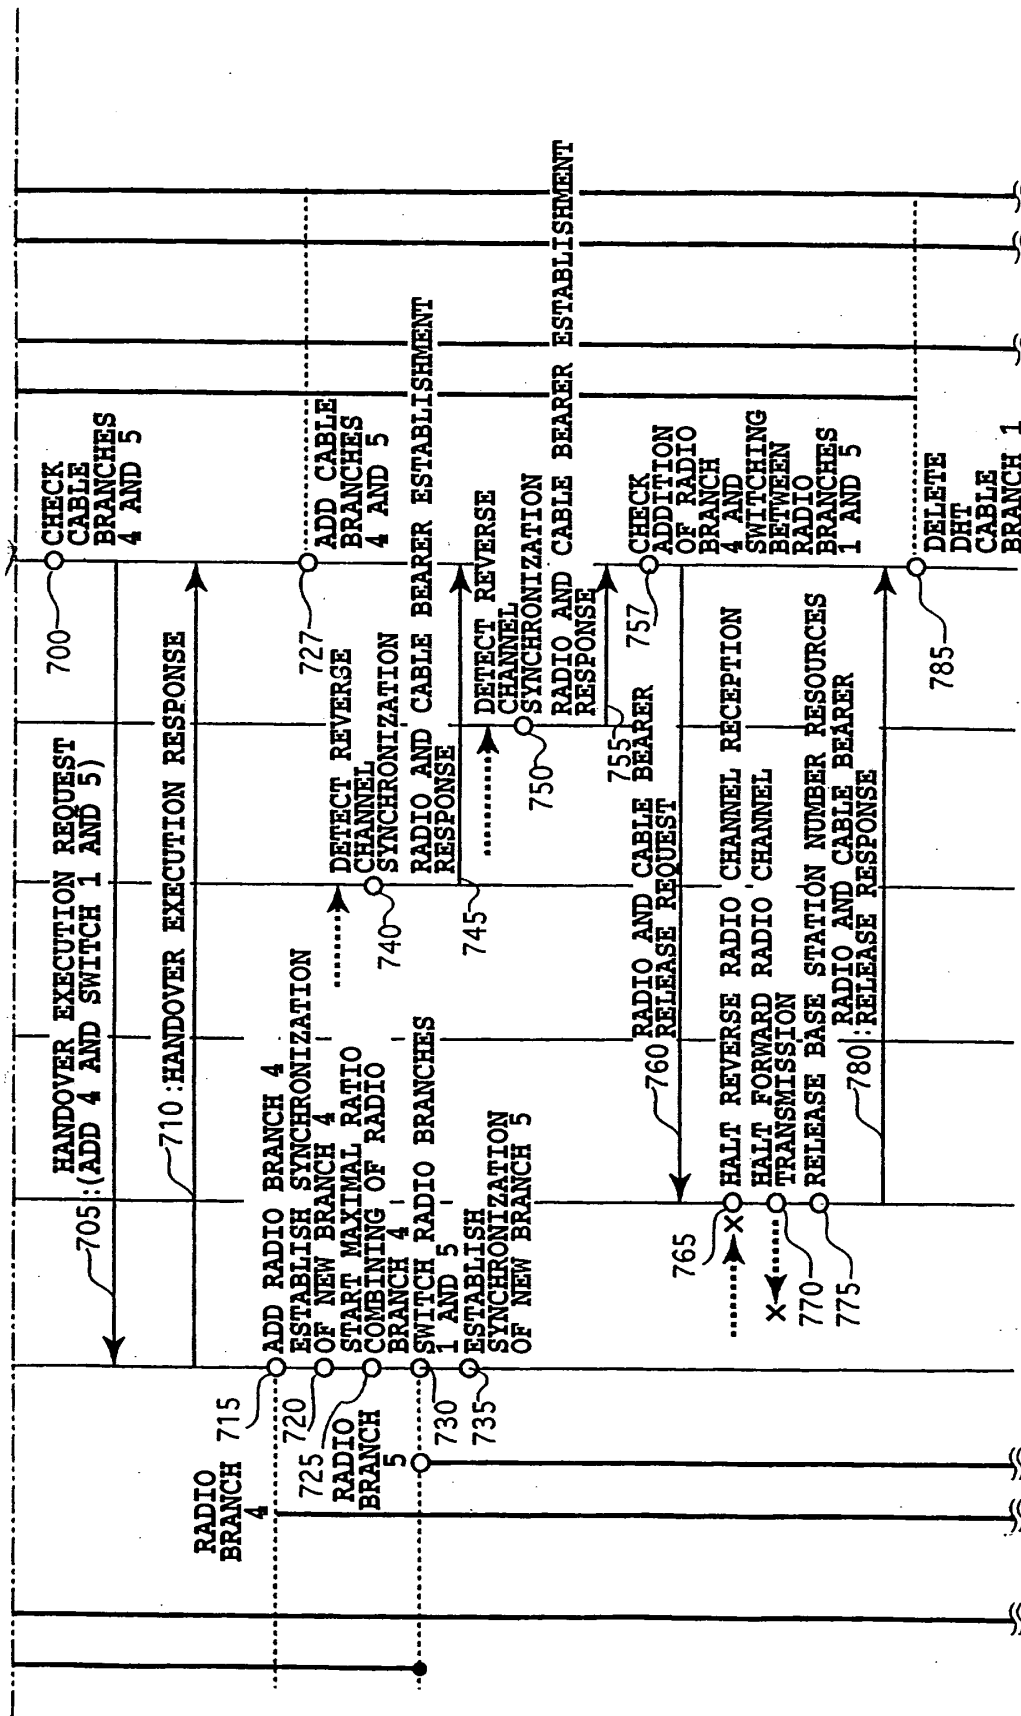 700
CHECK
CABLE
BRANCHES
4 AND 5
HANDOVER EXECUTION REQUEST
705:(ADD 4 AND SWITCH 1 AND 5)
710:HANDOVER EXECUTION RESPONSE
RADIO
BRANCH
4
715
ADD RADIO BRANCH 4
720
ESTABLISH SYNCHRONIZATION
OF NEW BRANCH 4
725
START MAXIMAL RATIO
COMBINING OF RADIO
BRANCH 4
727
ADD CABLE
BRANCHES
4 AND 5
RADIO
BRANCH
5
730
SWITCH RADIO BRANCHES
1 AND 5
735
ESTABLISH
SYNCHRONIZATION
OF NEW BRANCH 5
740
DETECT REVERSE
CHANNEL
SYNCHRONIZATION
745
RADIO AND CABLE BEARER ESTABLISHMENT
RESPONSE
750
DETECT REVERSE
CHANNEL
SYNCHRONIZATION
755
RADIO AND CABLE BEARER ESTABLISHMENT
RESPONSE
757
CHECK
ADDITION
OF RADIO
BRANCH
4 AND
SWITCHING
BETWEEN
RADIO
BRANCHES
1 AND 5
760
RADIO AND CABLE BEARER
RELEASE REQUEST
765
HALT REVERSE RADIO CHANNEL RECEPTION
770
HALT FORWARD RADIO CHANNEL
TRANSMISSION
775
RELEASE BASE STATION NUMBER RESOURCES
RADIO AND CABLE BEARER
780:RELEASE RESPONSE
785
DELETE
DHT
CABLE
BRANCH 1